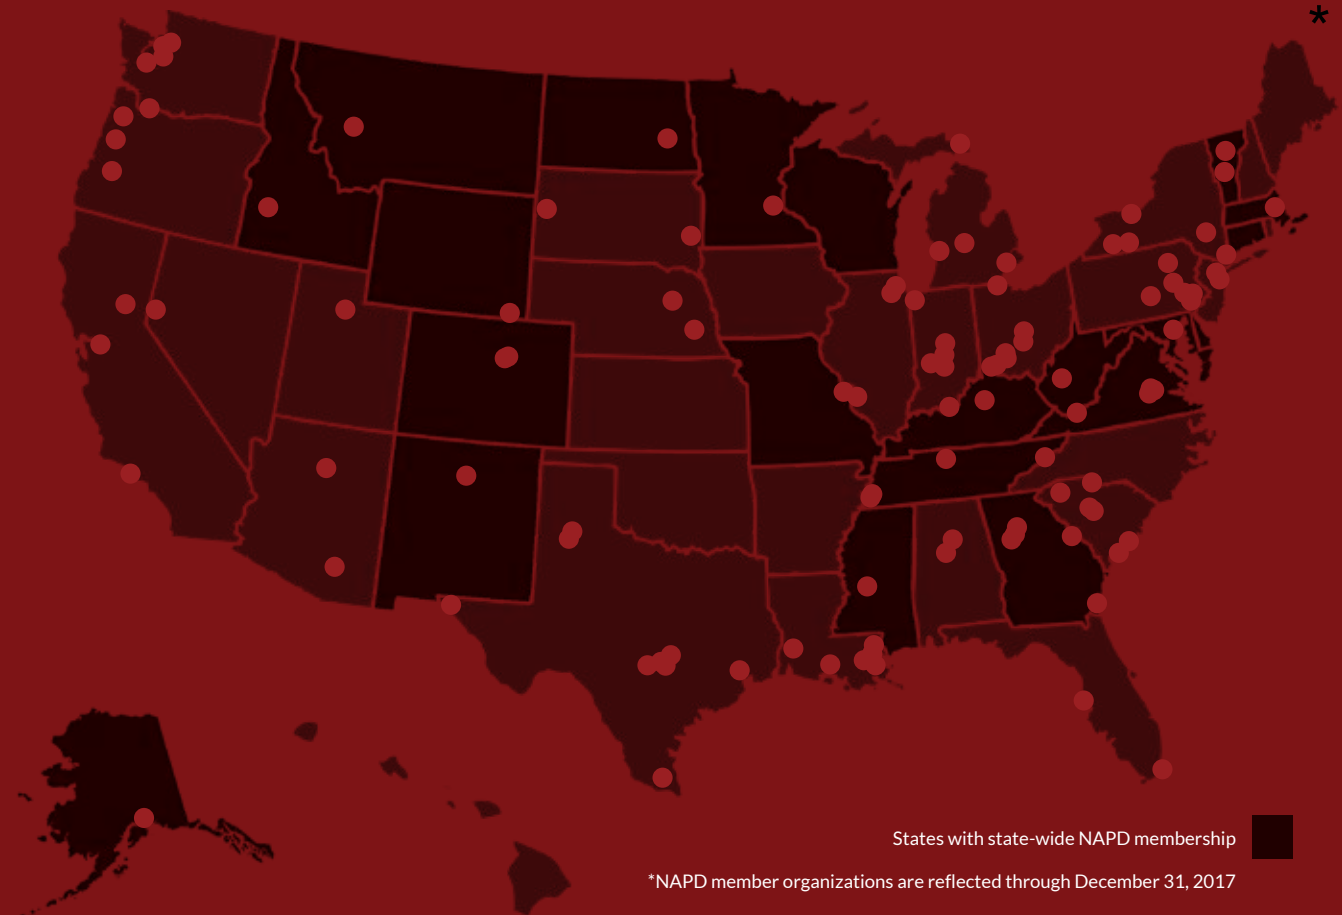 *
States with state-wide NAPD membership
*NAPD member organizations are reflected through December 31, 2017